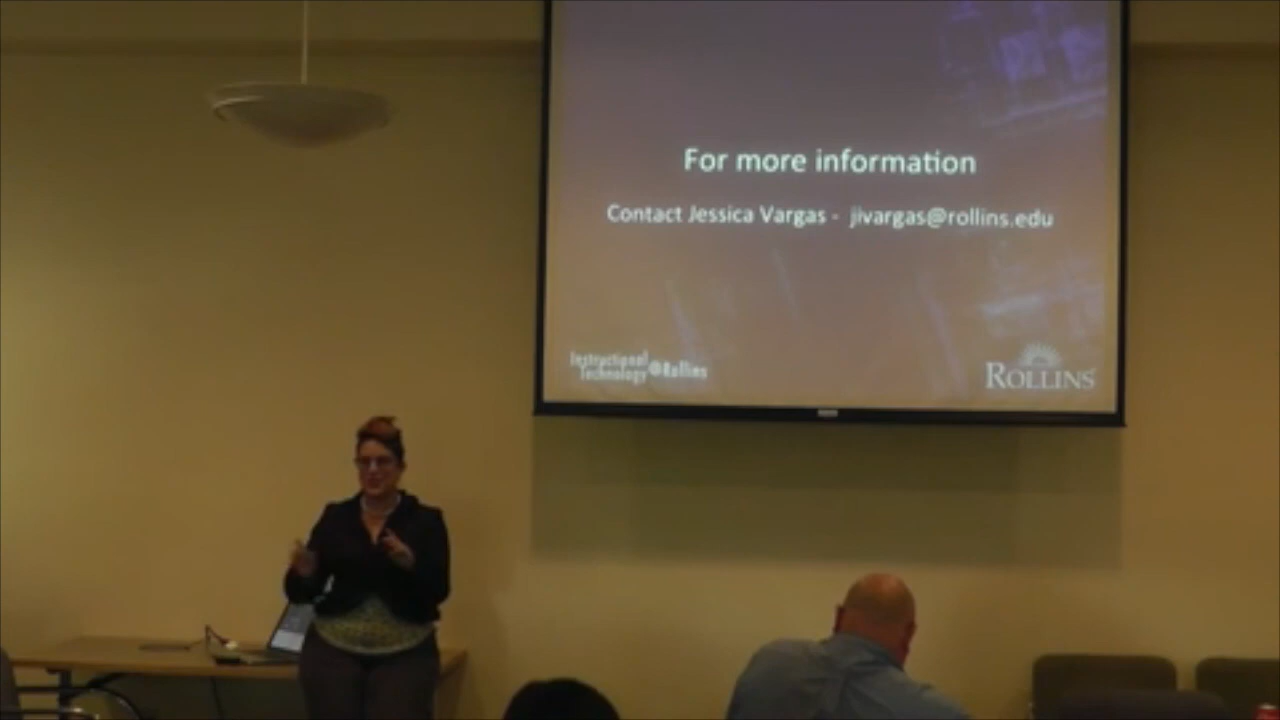 For more information
Contact Jessica Vargas - jivargas@rollins.edu
Instructional
Technology @Rollins
ROLLINS